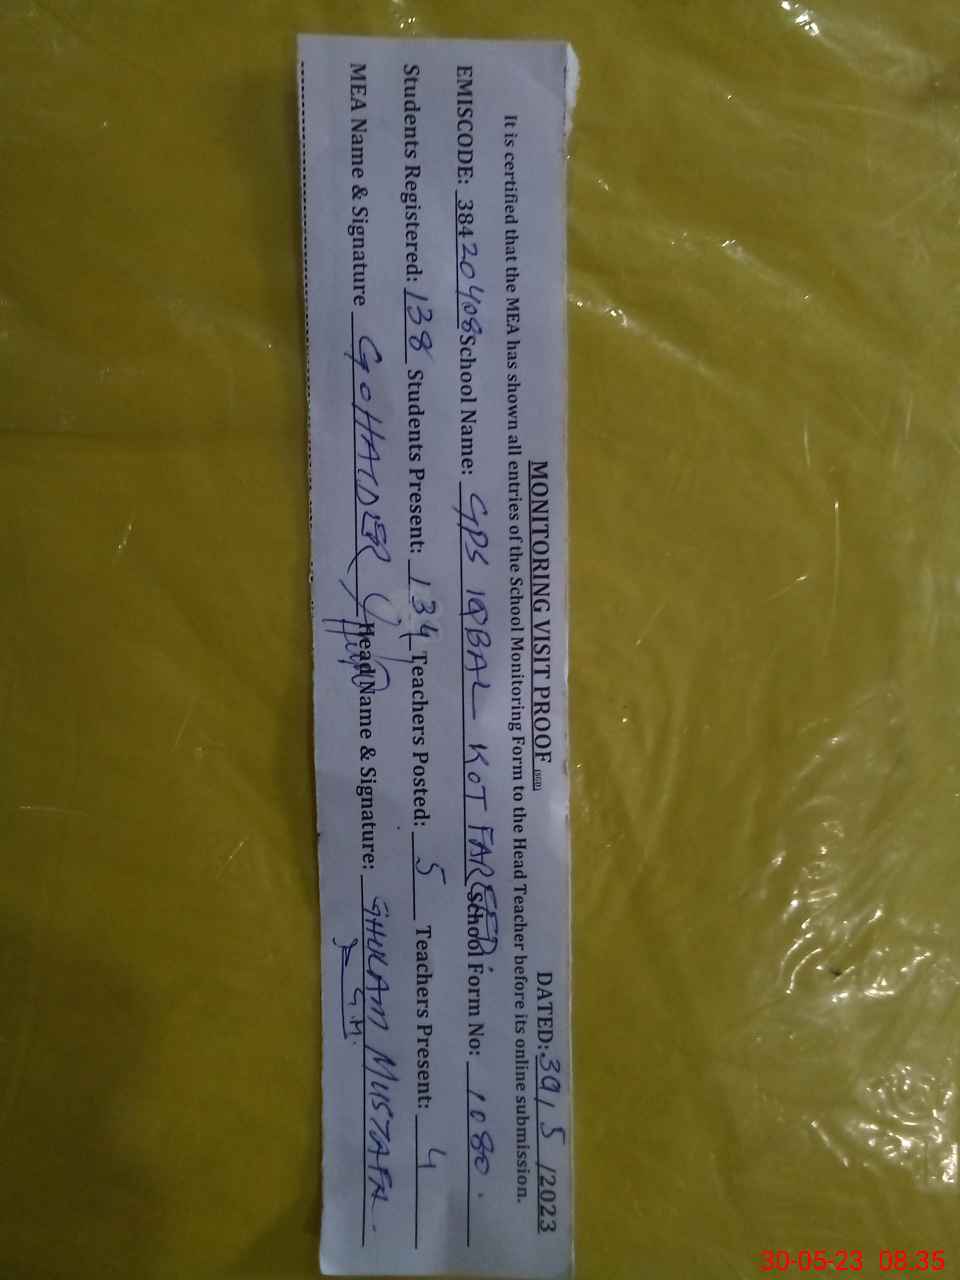 MONITORING VISIT PROOF (SGD) DATED: 30/5/2023
It is certified that the MEA has shown all entries of the School Monitoring Form to the Head Teacher before its online submission.
EMISCODE: 38420408 School Name: GPS IQBAL KOT FAREED. School Form No: 1080.
Students Registered: 138 Students Present: 134 Teachers Posted: 5 Teachers Present: 4
MEA Name & Signature G HAIDER Head Name & Signature: GHULAM MUSTAFA.
G.M.
30-05-23 08:35